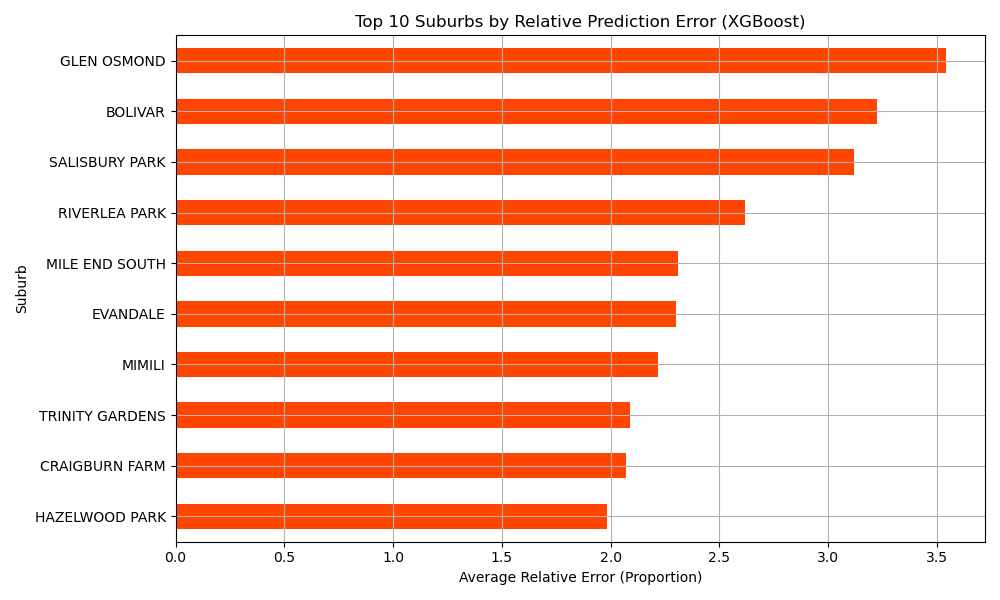 Top 10 Suburbs by Relative Prediction Error (XGBoost)
Suburb
GLEN OSMOND
BOLIVAR
SALISBURY PARK
RIVERLEA PARK
MILE END SOUTH
EVANDALE
MIMILI
TRINITY GARDENS
CRAIGBURN FARM
HAZELWOOD PARK
0.0 0.5 1.0 1.5 2.0 2.5 3.0 3.5
Average Relative Error (Proportion)